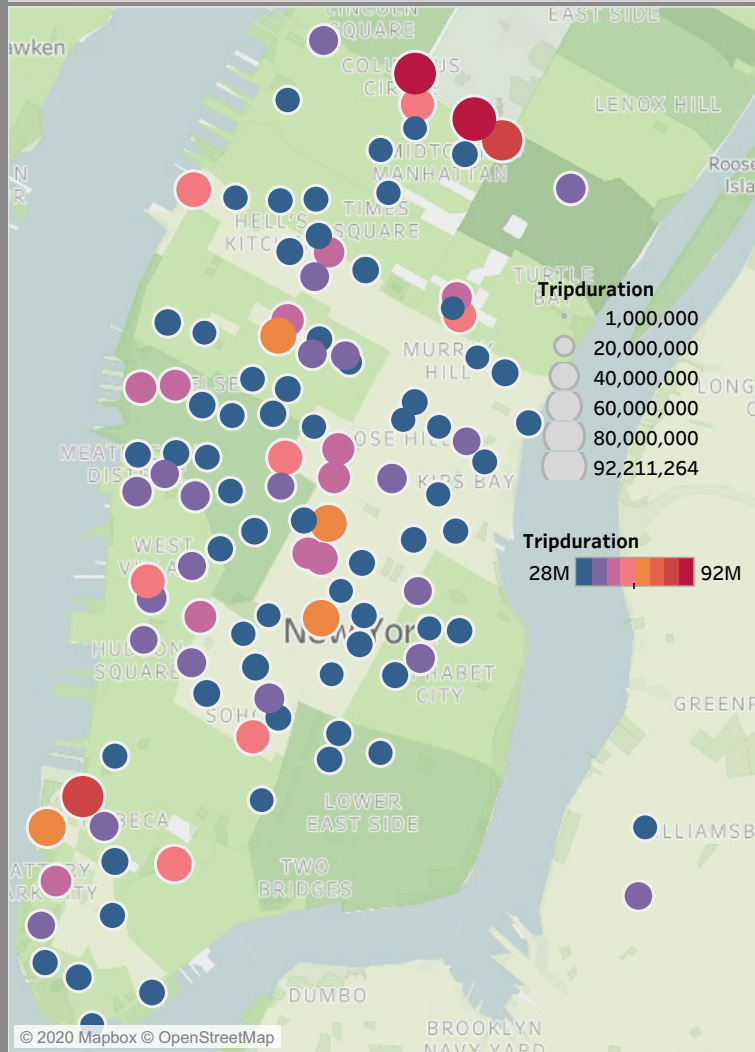 LINCOLN
SQUARE
EAST SIDE
awken
COLUMBUS
CIRCLE
LENOX HILL
MIDTOWN
MANHATTAN
Roose
Isla
N
R
HELL'S
KITCHEN
TIMES
SQUARE
TURTLE
BAY
Tripduration
1,000,000
20,000,000
40,000,000
60,000,000
80,000,000
92,211,264
MURRAY
HILL
CHELSEA
LONG
C
ROSE HILL
MEATPACKING
DISTRICT
KIPS BAY
Tripduration
28M
92M
WEST
VILLAGE
New York
HUDSON
SQUARE
ALPHABET
CITY
GREENP
SOHO
LOWER
EAST SIDE
TRIBECA
ILLIAMSB
BATTERY
PARK CITY
TWO
BRIDGES
DUMBO
BROOKLYN
NAVY YARD
© 2020 Mapbox © OpenStreetMap